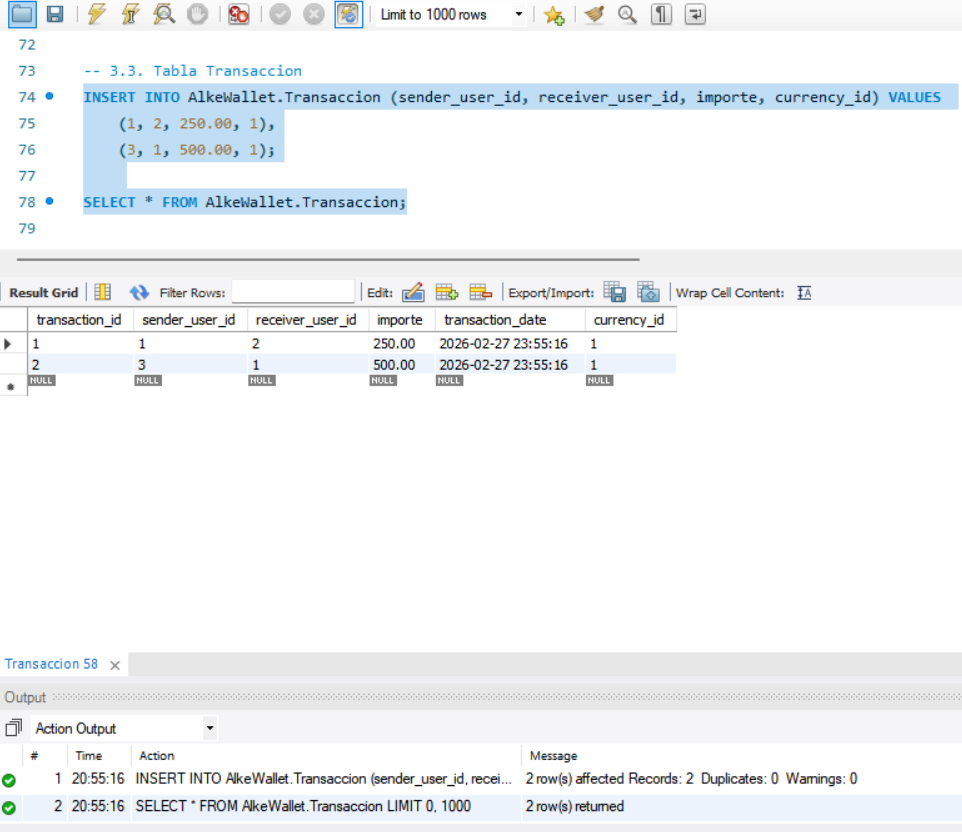 Limit to 1000 rows
72
73 -- 3.3. Tabla Transaccion
74 INSERT INTO AlkeWallet.Transaccion (sender_user_id, receiver_user_id, importe, currency_id) VALUES
75 (1, 2, 250.00, 1),
76 (3, 1, 500.00, 1);
77
78 SELECT * FROM AlkeWallet.Transaccion;
79
Result Grid Filter Rows: Edit: Export/Import: Wrap Cell Content:
transaction_id sender_user_id receiver_user_id importe transaction_date currency_id
1 1 2 250.00 2026-02-27 23:55:16 1
2 3 1 500.00 2026-02-27 23:55:16 1
NULL NULL NULL NULL NULL NULL
Transaccion 58
Output
Action Output
# Time Action Message
1 20:55:16 INSERT INTO AlkeWallet.Transaccion (sender_user_id, recei... 2 row(s) affected Records: 2 Duplicates: 0 Warnings: 0
2 20:55:16 SELECT * FROM AlkeWallet.Transaccion LIMIT 0, 1000 2 row(s) returned